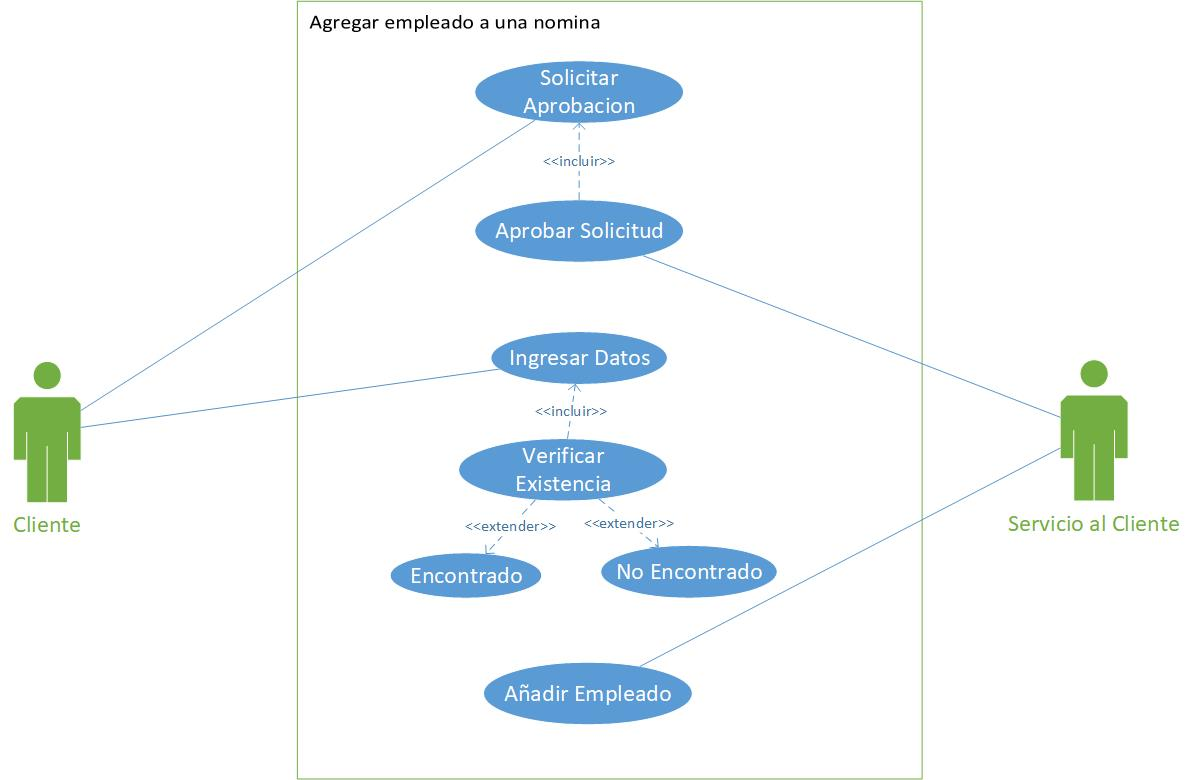 Agregar empleado a una nomina
Solicitar
Aprobacion
<<incluir>>
Aprobar Solicitud
Ingresar Datos
<<incluir>>
Verificar
Existencia
<<extender>>
<<extender>>
Encontrado
No Encontrado
Añadir Empleado
Cliente
Servicio al Cliente